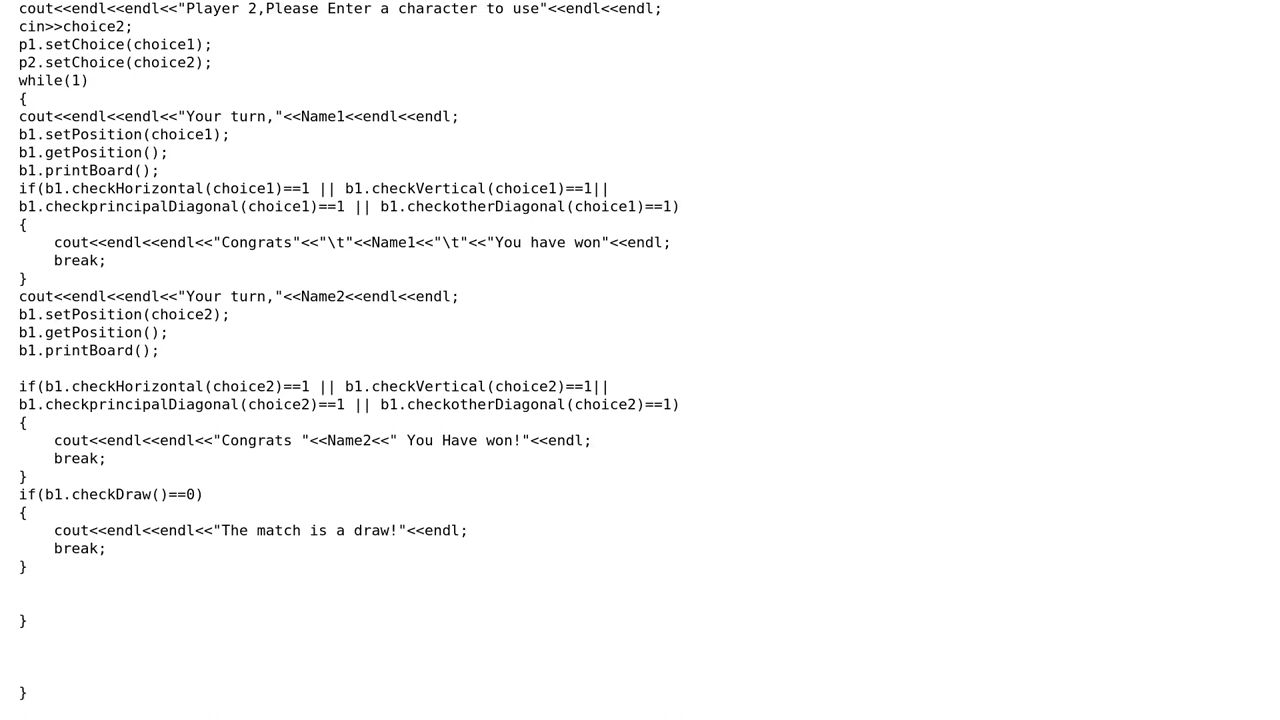 cout<<endl<<endl<<"Player 2,Please Enter a character to use"<<endl<<endl;
cin>>choice2;
p1.setChoice(choice1);
p2.setChoice(choice2);
while(1)
{
cout<<endl<<endl<<"Your turn,"<<Name1<<endl<<endl;
b1.setPosition(choice1);
b1.getPosition();
b1.printBoard();
if(b1.checkHorizontal(choice1)==1 || b1.checkVertical(choice1)==1||
b1.checkprincipalDiagonal(choice1)==1 || b1.checkotherDiagonal(choice1)==1)
{
    cout<<endl<<endl<<"Congrats"<<"\t"<<Name1<<"\t"<<"You have won"<<endl;
    break;
}
cout<<endl<<endl<<"Your turn,"<<Name2<<endl<<endl;
b1.setPosition(choice2);
b1.getPosition();
b1.printBoard();

if(b1.checkHorizontal(choice2)==1 || b1.checkVertical(choice2)==1||
b1.checkprincipalDiagonal(choice2)==1 || b1.checkotherDiagonal(choice2)==1)
{
    cout<<endl<<endl<<"Congrats "<<Name2<<" You Have won!"<<endl;
    break;
}
if(b1.checkDraw()==0)
{
    cout<<endl<<endl<<"The match is a draw!"<<endl;
    break;
}


}



}